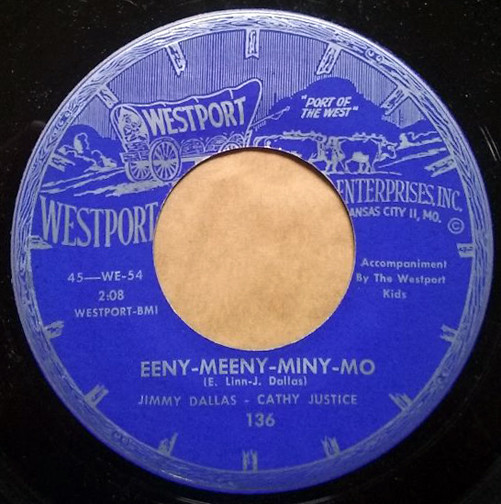 WESTPORT
"PORT OF
THE WEST"
WESTPORT ENTERPRISES, INC.
KANSAS CITY 11, MO. ©
45—WE-54
2:08
WESTPORT-BMI
Accompaniment
By The Westport
Kids
EENY-MEENY-MINY-MO
(E. Linn-J. Dallas)
JIMMY DALLAS - CATHY JUSTICE
136